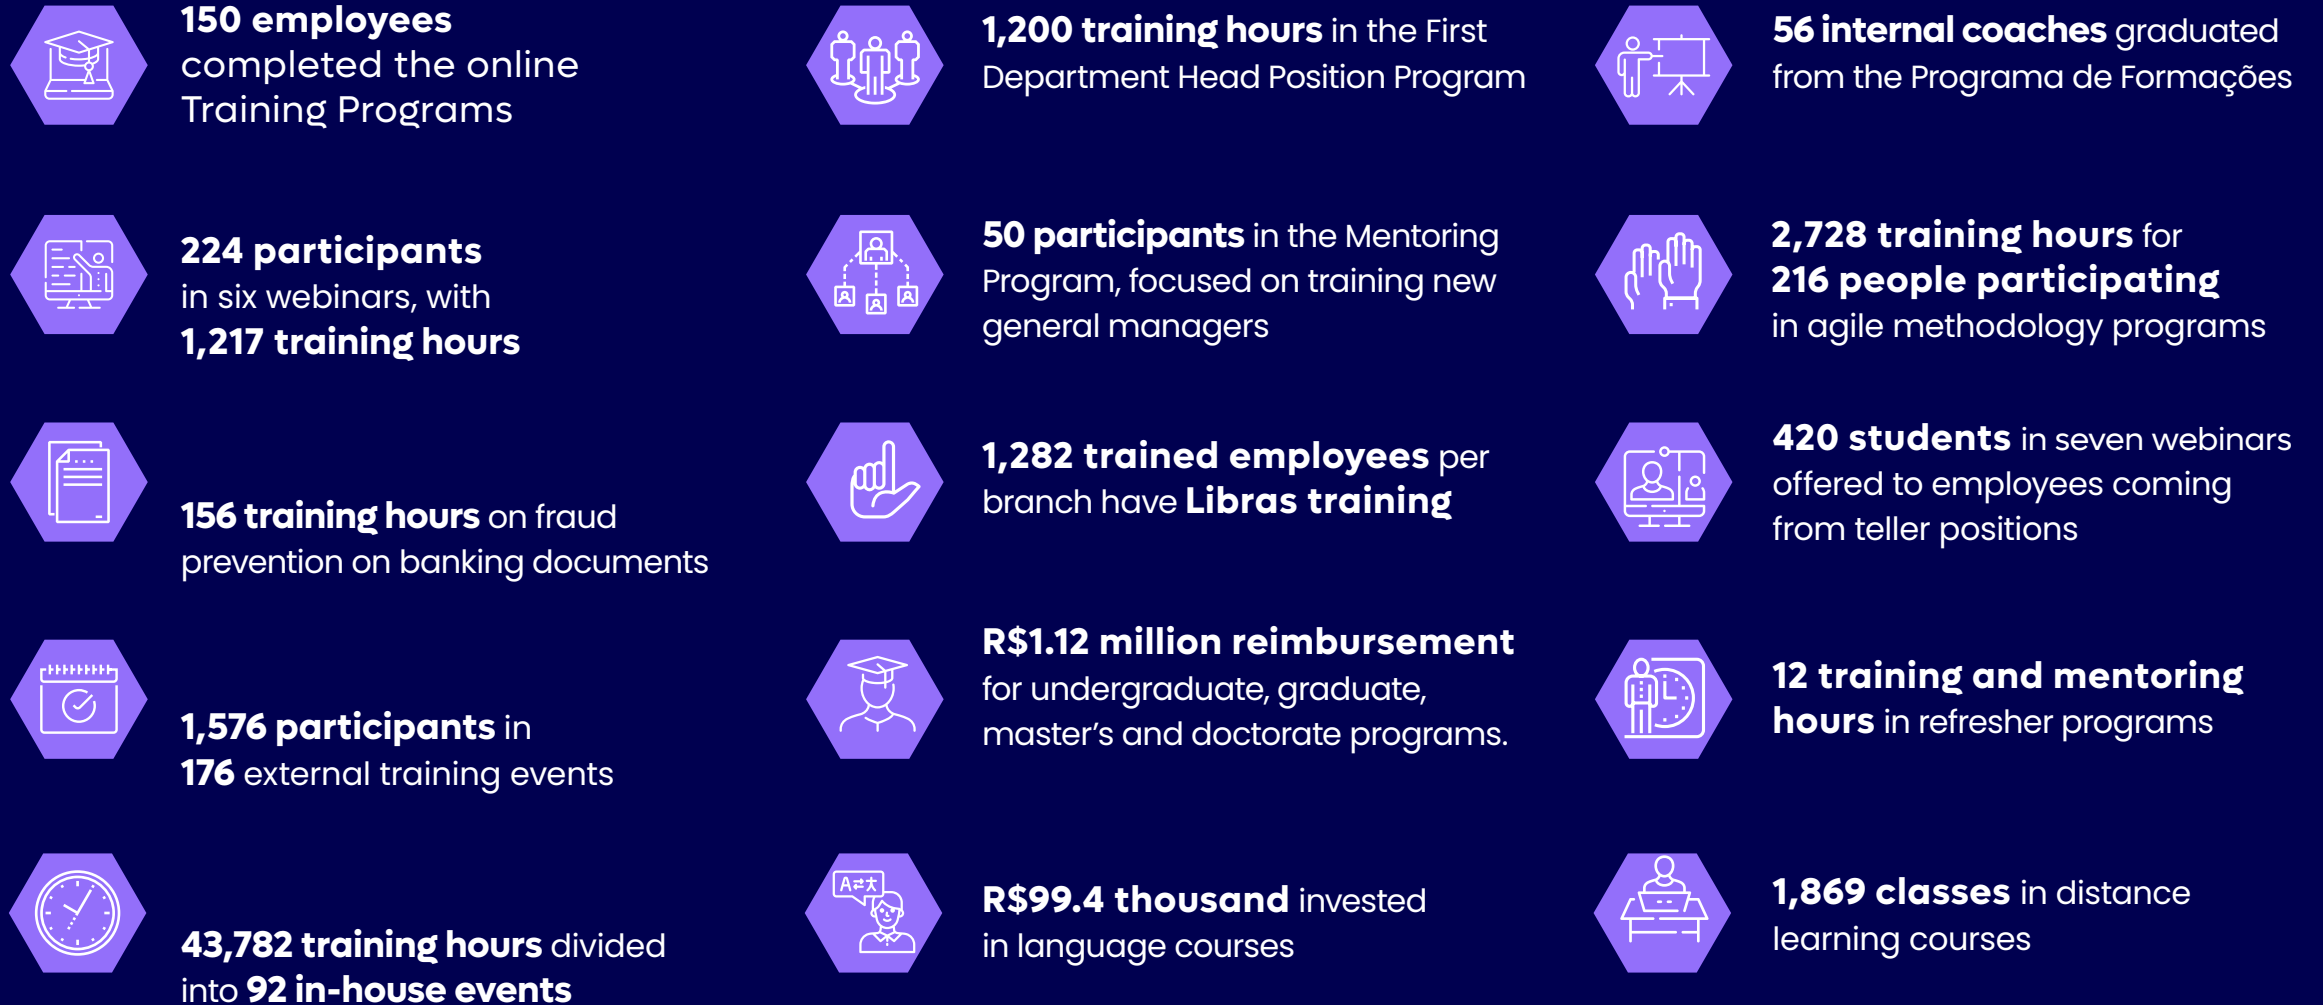 150 employees
completed the online
Training Programs
224 participants
in six webinars, with
1,217 training hours
156 training hours on fraud
prevention on banking documents
1,576 participants in
176 external training events
43,782 training hours divided
into 92 in-house events
1,200 training hours in the First
Department Head Position Program
50 participants in the Mentoring
Program, focused on training new
general managers
1,282 trained employees per
branch have Libras training
R$1.12 million reimbursement
for undergraduate, graduate,
master’s and doctorate programs.
A⇄文
R$99.4 thousand invested
in language courses
56 internal coaches graduated
from the Programa de Formações
2,728 training hours for
216 people participating
in agile methodology programs
420 students in seven webinars
offered to employees coming
from teller positions
12 training and mentoring
hours in refresher programs
1,869 classes in distance
learning courses